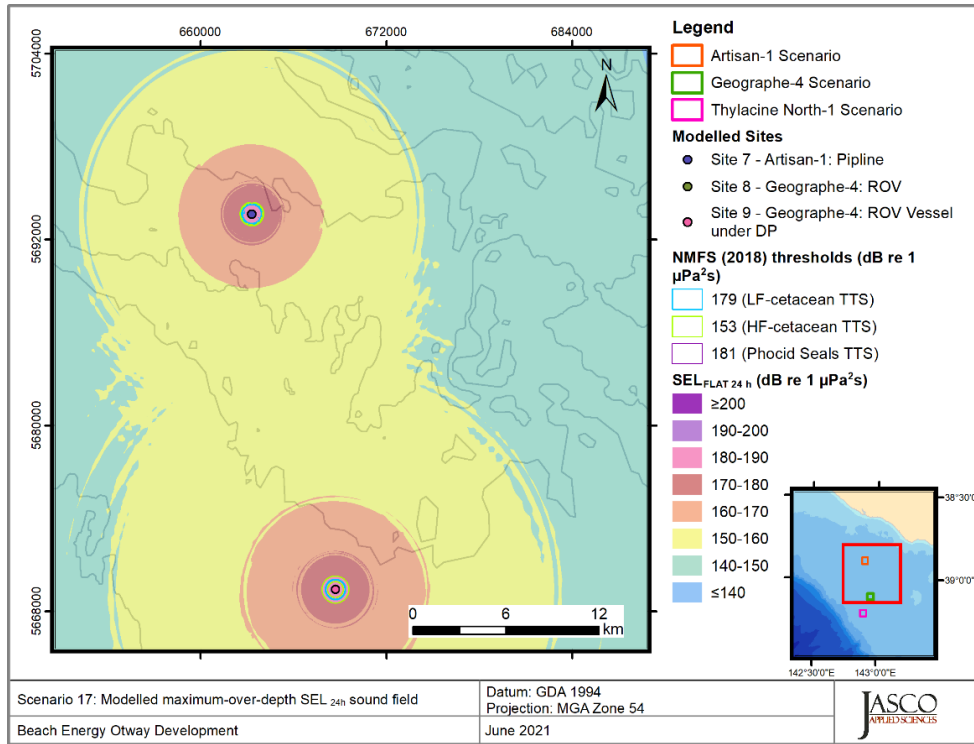 660000
672000
684000
5704000
5692000
5680000
5668000
N
0
6
12
km
Legend
Artisan-1 Scenario
Geographe-4 Scenario
Thylacine North-1 Scenario
Modelled Sites
Site 7 - Artisan-1: Pipline
Site 8 - Geographe-4: ROV
Site 9 - Geographe-4: ROV Vessel
under DP
NMFS (2018) thresholds (dB re 1
µPa²s)
179 (LF-cetacean TTS)
153 (HF-cetacean TTS)
181 (Phocid Seals TTS)
SEL FLAT 24 h (dB re 1 µPa²s)
≥200
190-200
180-190
170-180
160-170
150-160
140-150
≤140
38°30'S
39°0'0"
142°30'E
143°0'E
Scenario 17: Modelled maximum-over-depth SEL 24h sound field
Datum: GDA 1994
Projection: MGA Zone 54
Beach Energy Otway Development
June 2021
JASCO
APPLIED SCIENCES